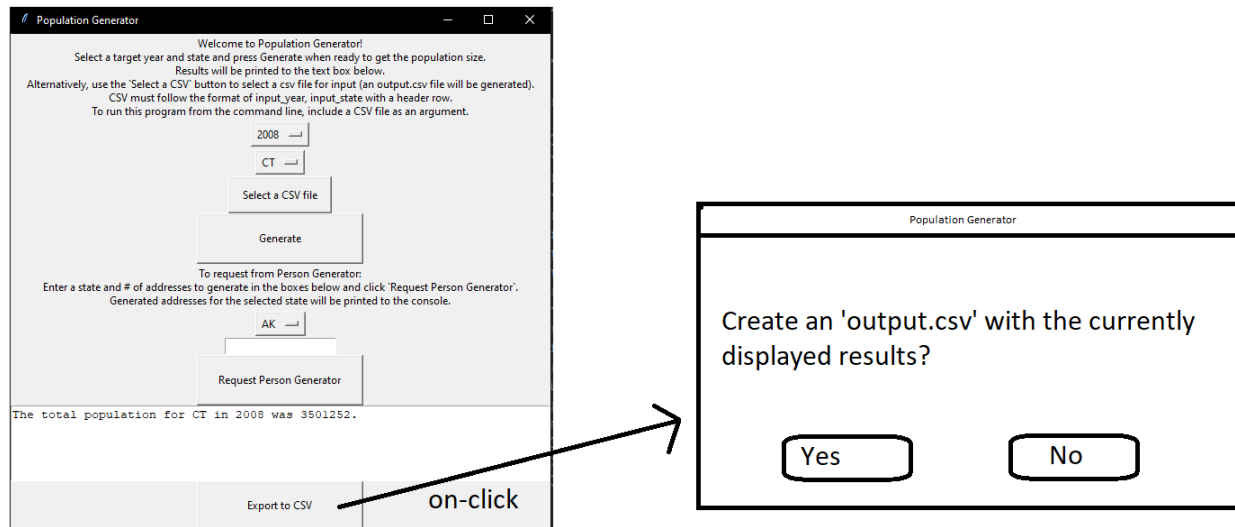 Population Generator
Welcome to Population Generator!
Select a target year and state and press Generate when ready to get the population size.
Results will be printed to the text box below.
Alternatively, use the `Select a CSV` button to select a csv file for input (an output.csv file will be generated).
CSV must follow the format of input_year, input_state with a header row.
To run this program from the command line, include a CSV file as an argument.
2008
CT
Select a CSV file
Generate
To request from Person Generator:
Enter a state and # of addresses to generate in the boxes below and click `Request Person Generator`.
Generated addresses for the selected state will be printed to the console.
AK
Request Person Generator
The total population for CT in 2008 was 3501252.
Export to CSV
on-click
Population Generator
Create an 'output.csv' with the currently
displayed results?
Yes
No